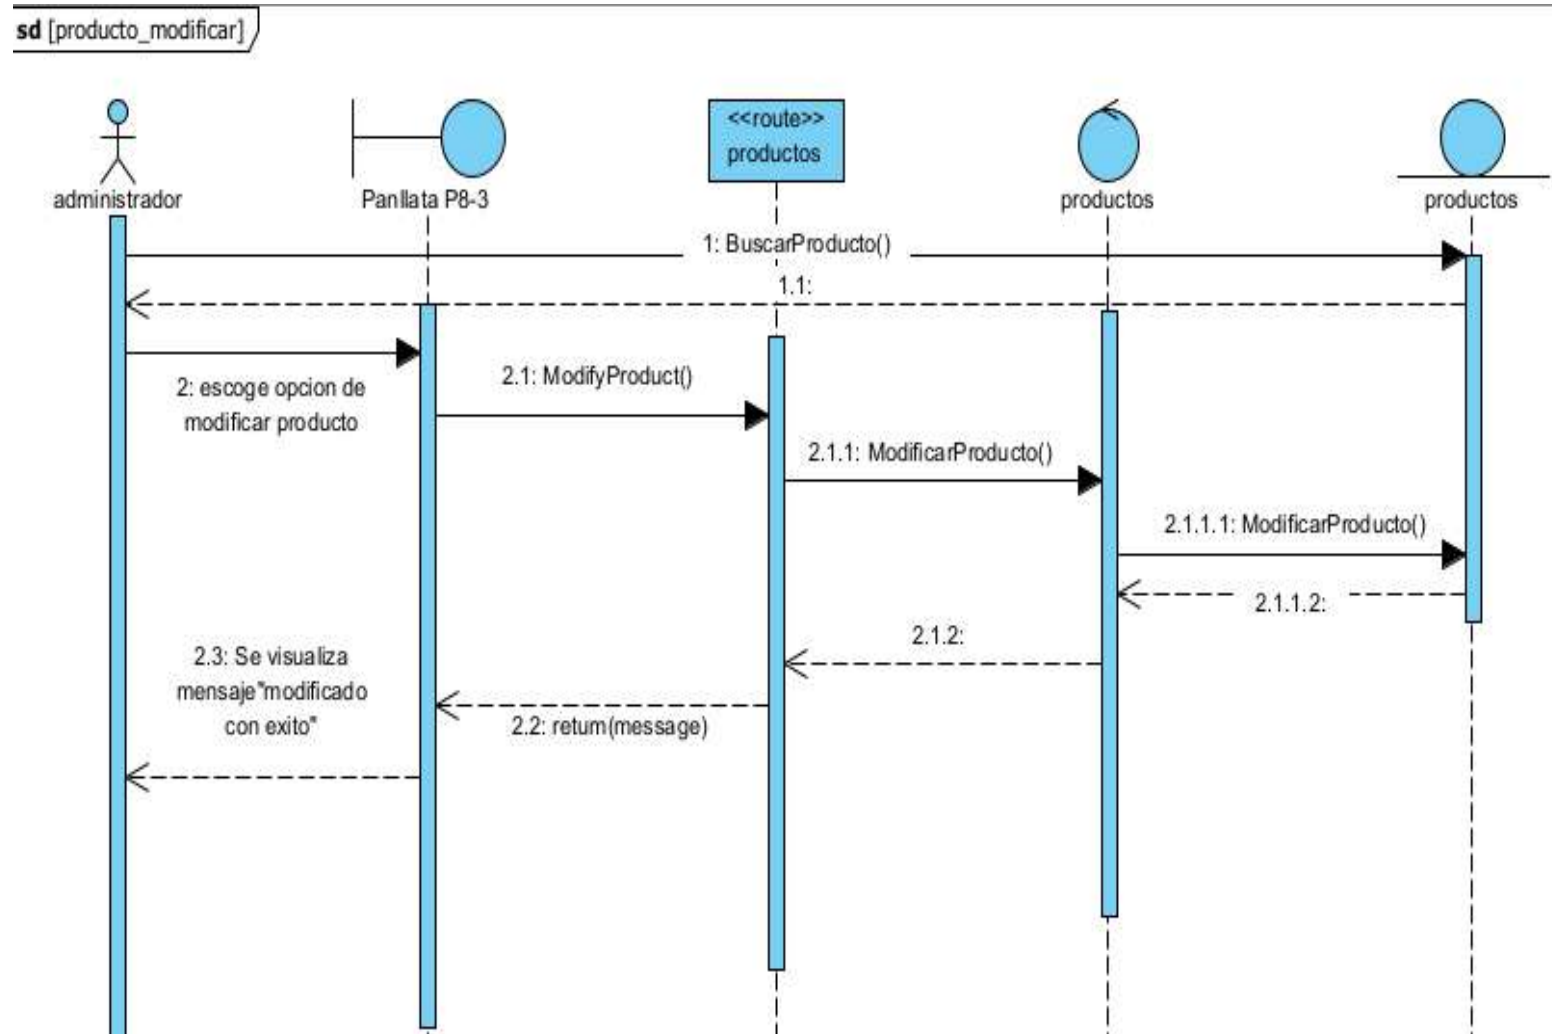 sd [producto_modificar]
<<route>>
productos
administrador
Panllata P8-3
productos
productos
1: BuscarProducto()
1.1:
2: escoge opcion de
modificar producto
2.1: ModifyProduct()
2.1.1: ModificarProducto()
2.1.1.1: ModificarProducto()
2.1.1.2:
2.1.2:
2.2: return(message)
2.3: Se visualiza
mensaje"modificado
con exito"